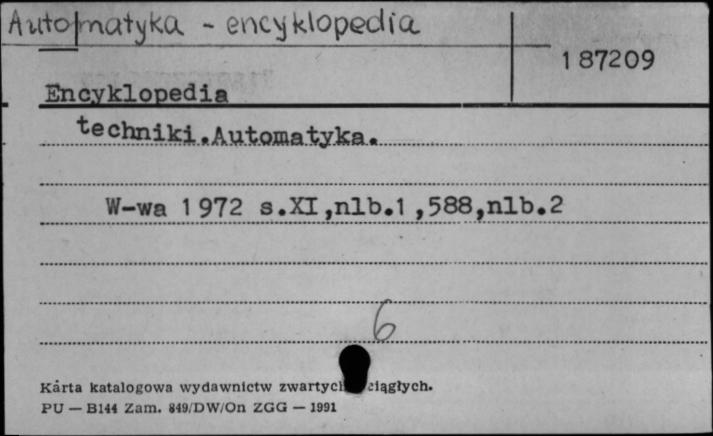 Automatyka - encyklopedia
187209
Encyklopedia
techniki.Automatyka.
W-wa 1972 s.XI,nlb.1,588,nlb.2
6
Karta katalogowa wydawnictw zwartych ciągłych.
PU — B144 Zam. 849/DW/On ZGG — 1991